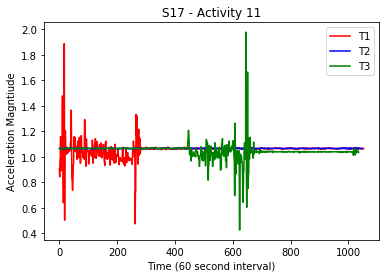 S17 - Activity 11
T1
T2
T3
Acceleration Magntiude
2.0
1.8
1.6
1.4
1.2
1.0
0.8
0.6
0.4
0 200 400 600 800 1000
Time (60 second interval)